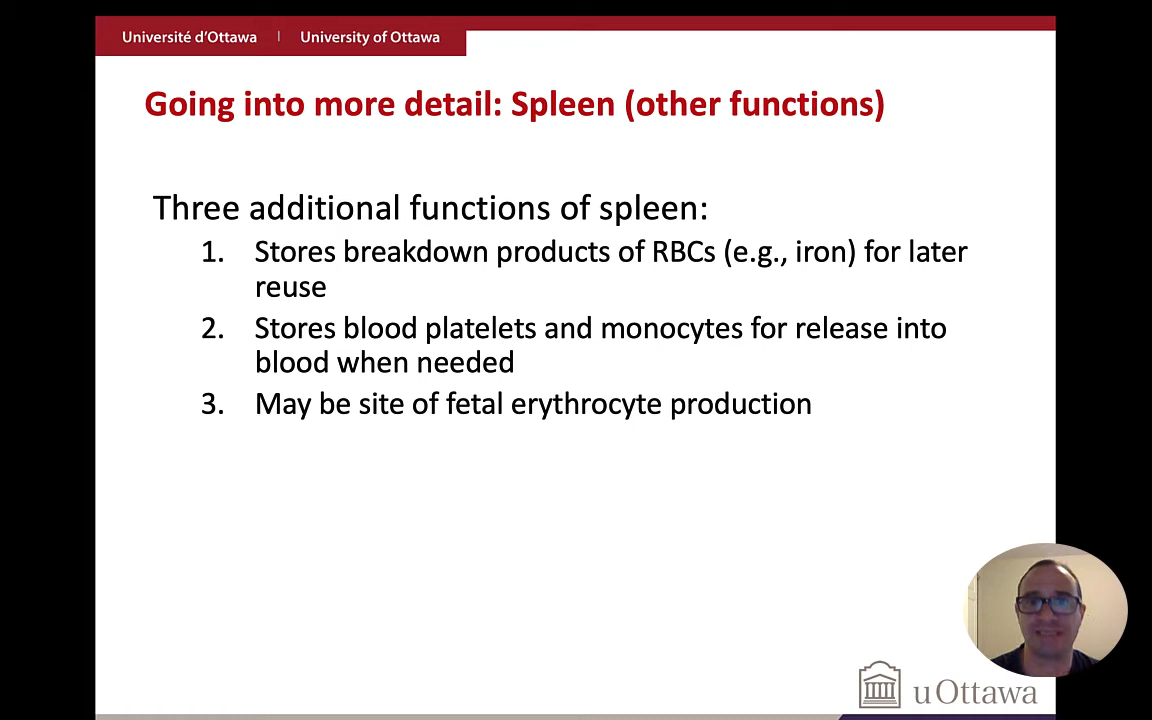 Université d'Ottawa | University of Ottawa
Going into more detail: Spleen (other functions)
Three additional functions of spleen:
1. Stores breakdown products of RBCs (e.g., iron) for later
reuse
2. Stores blood platelets and monocytes for release into
blood when needed
3. May be site of fetal erythrocyte production
uOttawa